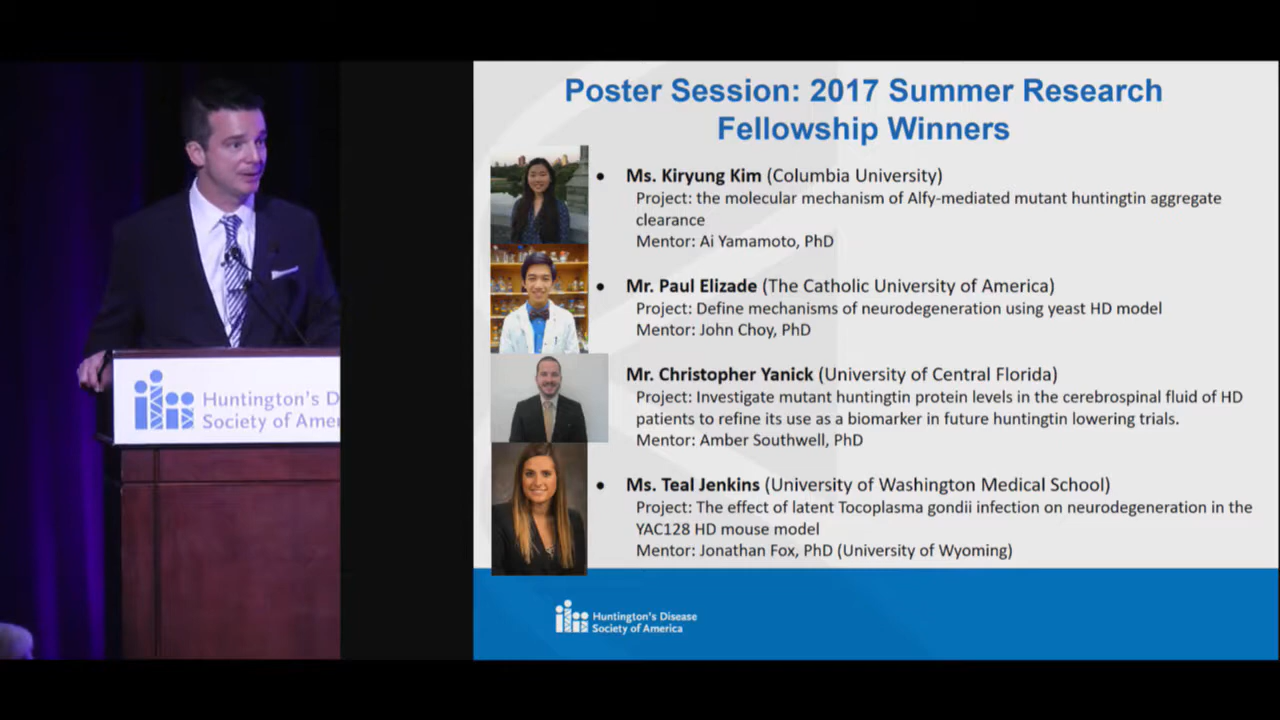 Poster Session: 2017 Summer Research
Fellowship Winners
• Ms. Kiryung Kim (Columbia University)
Project: the molecular mechanism of Alfy-mediated mutant huntingtin aggregate
clearance
Mentor: Ai Yamamoto, PhD
• Mr. Paul Elizade (The Catholic University of America)
Project: Define mechanisms of neurodegeneration using yeast HD model
Mentor: John Choy, PhD
Mr. Christopher Yanick (University of Central Florida)
Project: Investigate mutant huntingtin protein levels in the cerebrospinal fluid of HD
patients to refine its use as a biomarker in future huntingtin lowering trials.
Mentor: Amber Southwell, PhD
• Ms. Teal Jenkins (University of Washington Medical School)
Project: The effect of latent Tocoplasma gondii infection on neurodegeneration in the
YAC128 HD mouse model
Mentor: Jonathan Fox, PhD (University of Wyoming)
Huntington's Disease
Society of America
Huntington's D
Society of Amer